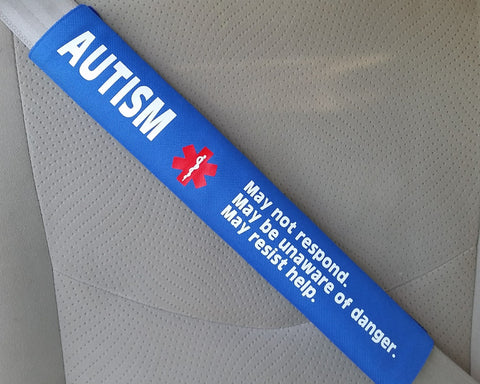 AUTISM
May not respond.
May be unaware of danger.
May resist help.